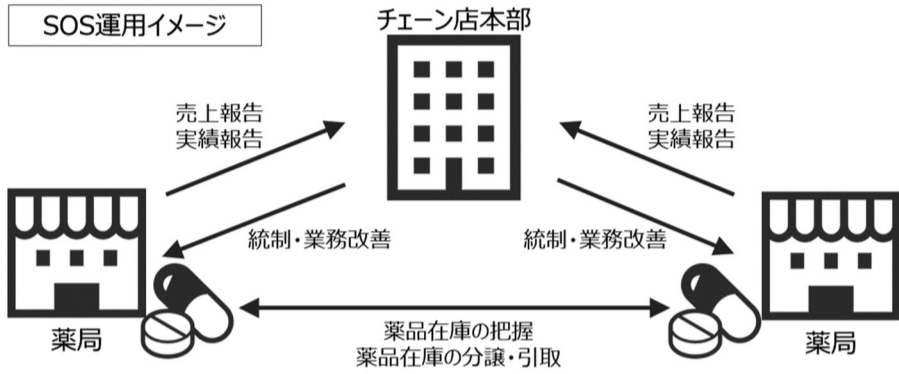 SOS運用イメージ
チェーン店本部
売上報告
実績報告
売上報告
実績報告
統制・業務改善
統制・業務改善
薬局
薬局
薬品在庫の把握
薬品在庫の分譲・引取